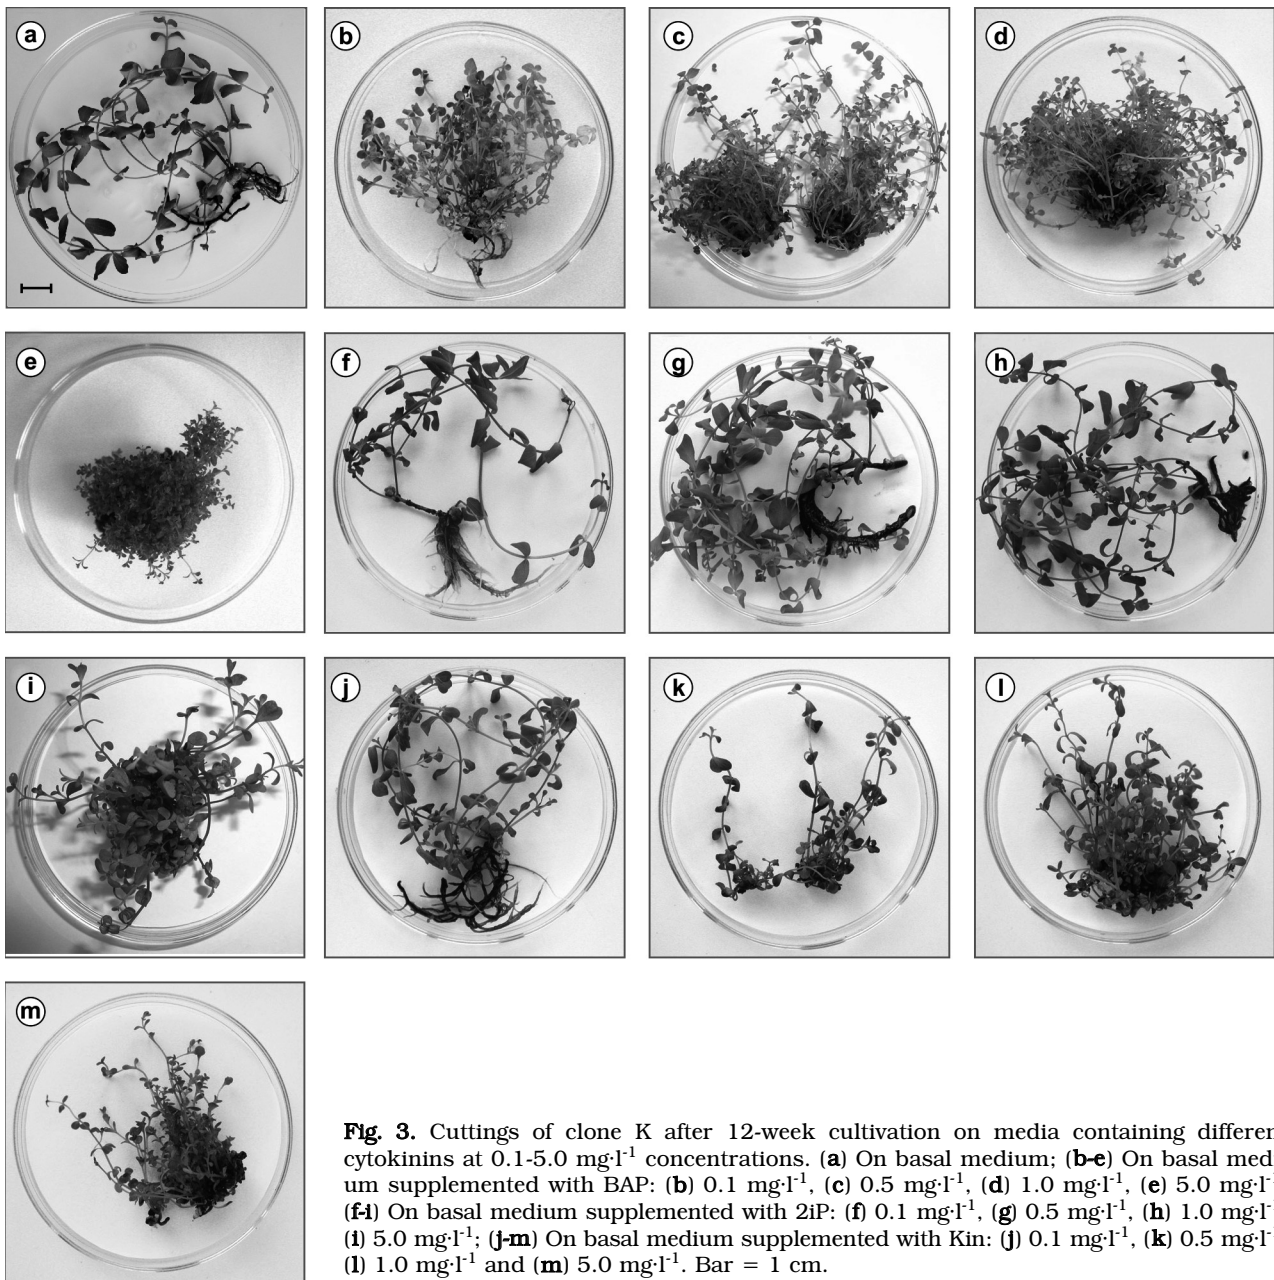 a
b
c
d
e
f
g
h
i
j
k
l
m
Fig. 3. Cuttings of clone K after 12-week cultivation on media containing differen
cytokinins at 0.1-5.0 mg·l⁻¹ concentrations. (a) On basal medium; (b-e) On basal medi
um supplemented with BAP: (b) 0.1 mg·l⁻¹, (c) 0.5 mg·l⁻¹, (d) 1.0 mg·l⁻¹, (e) 5.0 mg·l⁻
(f-i) On basal medium supplemented with 2iP: (f) 0.1 mg·l⁻¹, (g) 0.5 mg·l⁻¹, (h) 1.0 mg·l⁻
(i) 5.0 mg·l⁻¹; (j-m) On basal medium supplemented with Kin: (j) 0.1 mg·l⁻¹, (k) 0.5 mg·l⁻
(l) 1.0 mg·l⁻¹ and (m) 5.0 mg·l⁻¹. Bar = 1 cm.